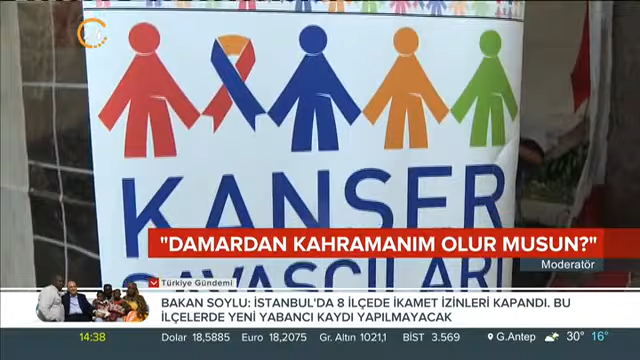 24
KANSER
SAVAŞÇILARI
"DAMARDAN KAHRAMANIM OLUR MUSUN?"
Moderatör
Türkiye Gündemi
BAKAN SOYLU: İSTANBUL'DA 8 İLÇEDE İKAMET İZİNLERİ KAPANDI. BU
İLÇELERDE YENİ YABANCI KAYDI YAPILMAYACAK
14:38 Dolar 18,5885 Euro 18,2075 Gr. Altın 1021,1 BIST 3.569 G.Antep 30° 16°